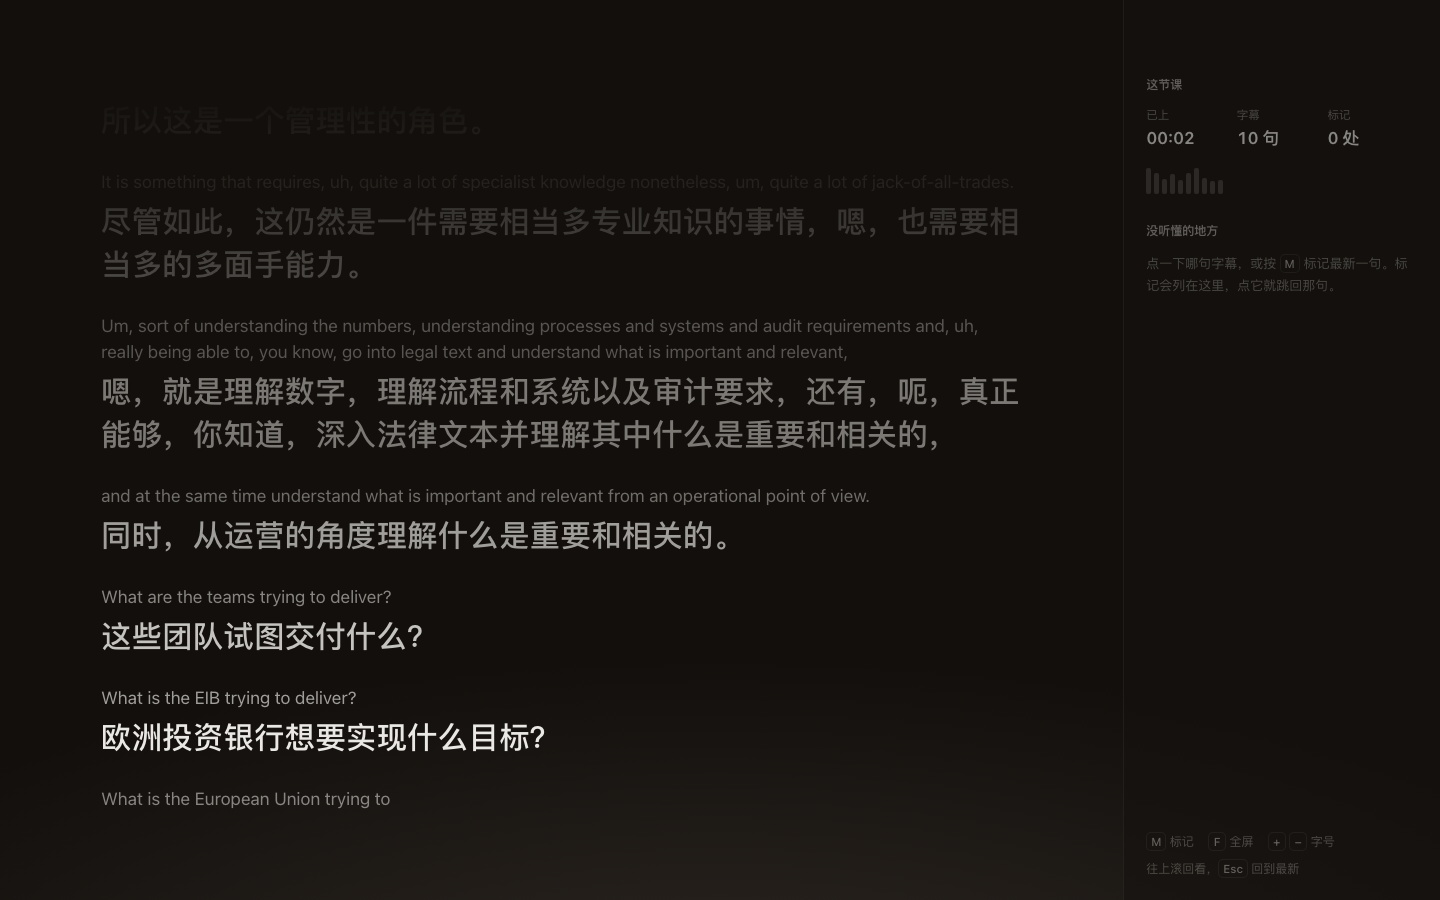 所以这是一个管理性的角色。
It is something that requires, uh, quite a lot of specialist knowledge nonetheless, um, quite a lot of jack-of-all-trades.
尽管如此，这仍然是一件需要相当多专业知识的事情，嗯，也需要相
当多的多面手能力。
Um, sort of understanding the numbers, understanding processes and systems and audit requirements and, uh,
really being able to, you know, go into legal text and understand what is important and relevant,
嗯，就是理解数字，理解流程和系统以及审计要求，还有，呃，真正
能够，你知道，深入法律文本并理解其中什么是重要和相关的，
and at the same time understand what is important and relevant from an operational point of view.
同时，从运营的角度理解什么是重要和相关的。
What are the teams trying to deliver?
这些团队试图交付什么？
What is the EIB trying to deliver?
欧洲投资银行想要实现什么目标？
What is the European Union trying to
这节课
已上 字幕 标记
00:02 10 句 0 处
没听懂的地方
点一下哪句字幕，或按 M 标记最新一句。标
记会列在这里，点它就跳回那句。
M 标记 F 全屏 + − 字号
往上滚回看，Esc 回到最新